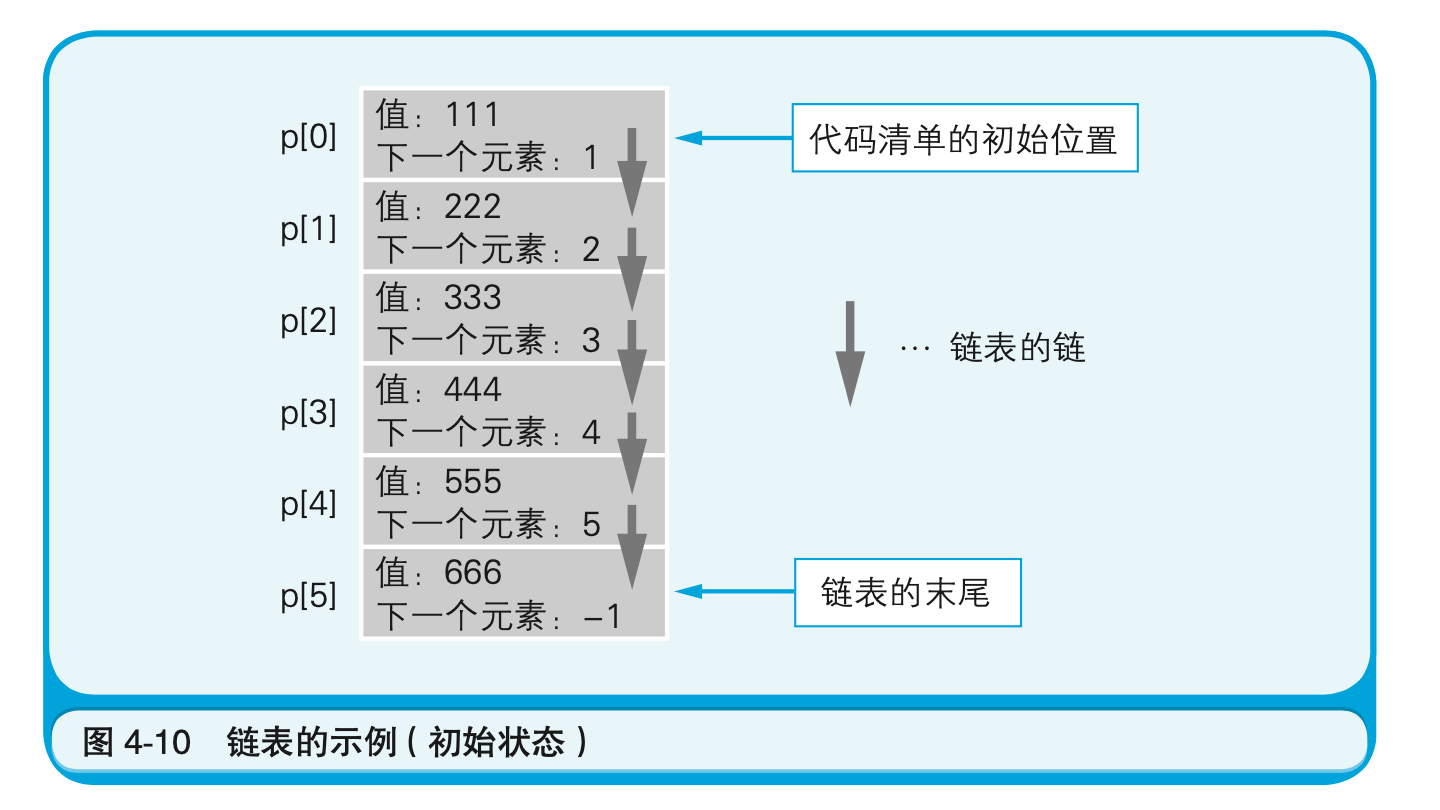 p[0]
值：111
下一个元素：1
代码清单的初始位置
p[1]
值：222
下一个元素：2
p[2]
值：333
下一个元素：3
… 链表的链
p[3]
值：444
下一个元素：4
p[4]
值：555
下一个元素：5
p[5]
值：666
下一个元素：–1
链表的末尾
图 4-10　链表的示例（初始状态）